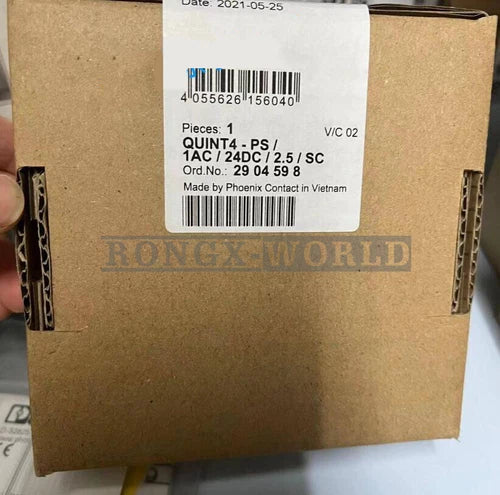 Date: 2021-05-25
4 055626 156040
Pieces: 1
V/C 02
QUINT4 - PS /
1AC / 24DC / 2.5 / SC
Ord.No.: 29 04 59 8
Made by Phoenix Contact in Vietnam
RONGX-WORLD